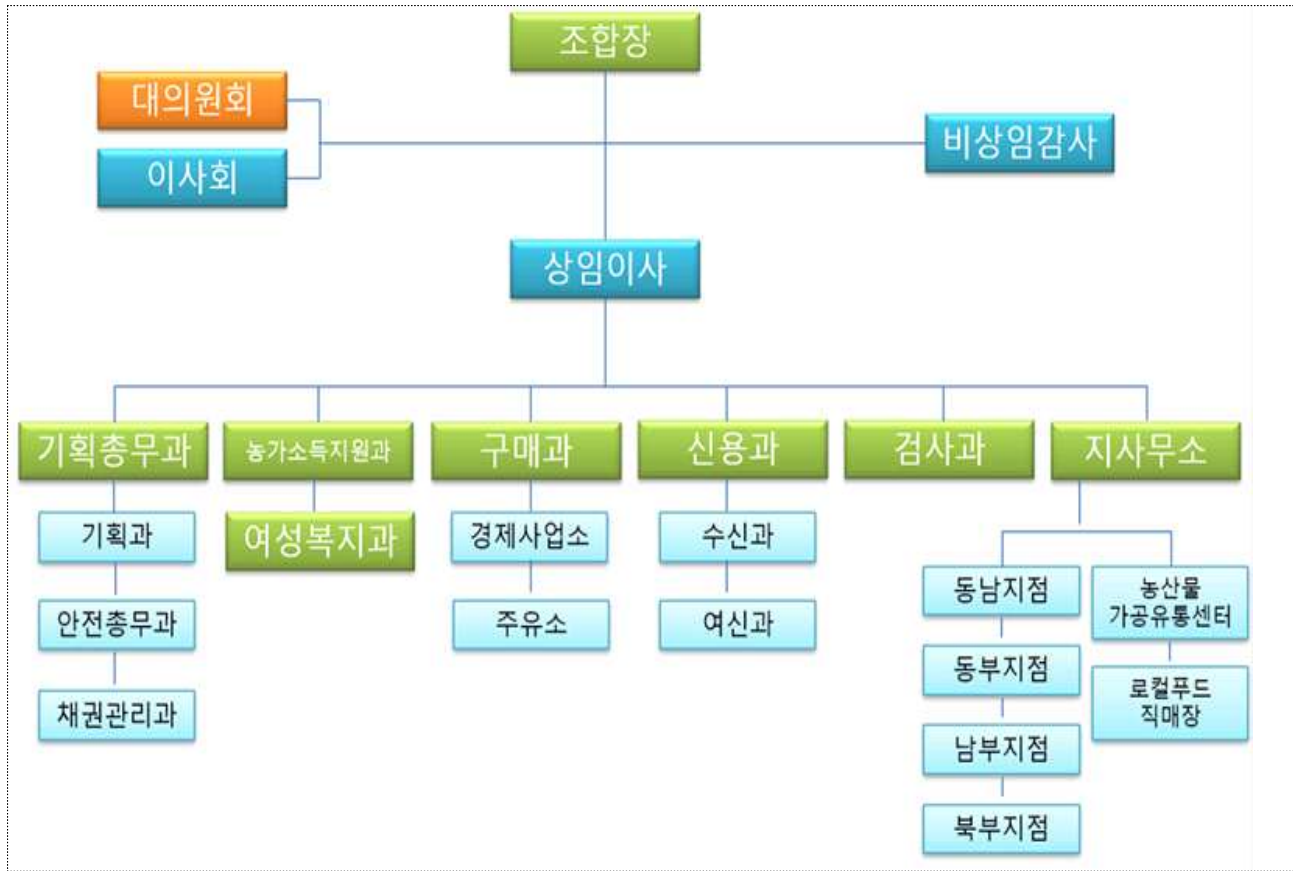 조합장
대의원회
이사회
비상임감사
상임이사
기획총무과
농가소득지원과
구매과
신용과
검사과
지사무소
기획과
안전총무과
채권관리과
여성복지과
경제사업소
주유소
수신과
여신과
동남지점
동부지점
남부지점
북부지점
농산물
가공유통센터
로컬푸드
직매장